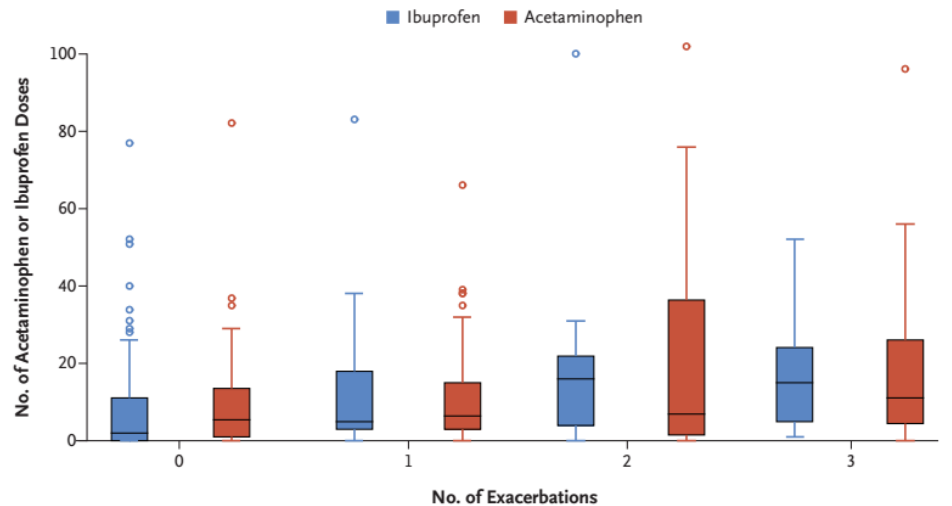 Ibuprofen Acetaminophen
No. of Acetaminophen or Ibuprofen Doses
100
80
60
40
20
0
0 1 2 3
No. of Exacerbations